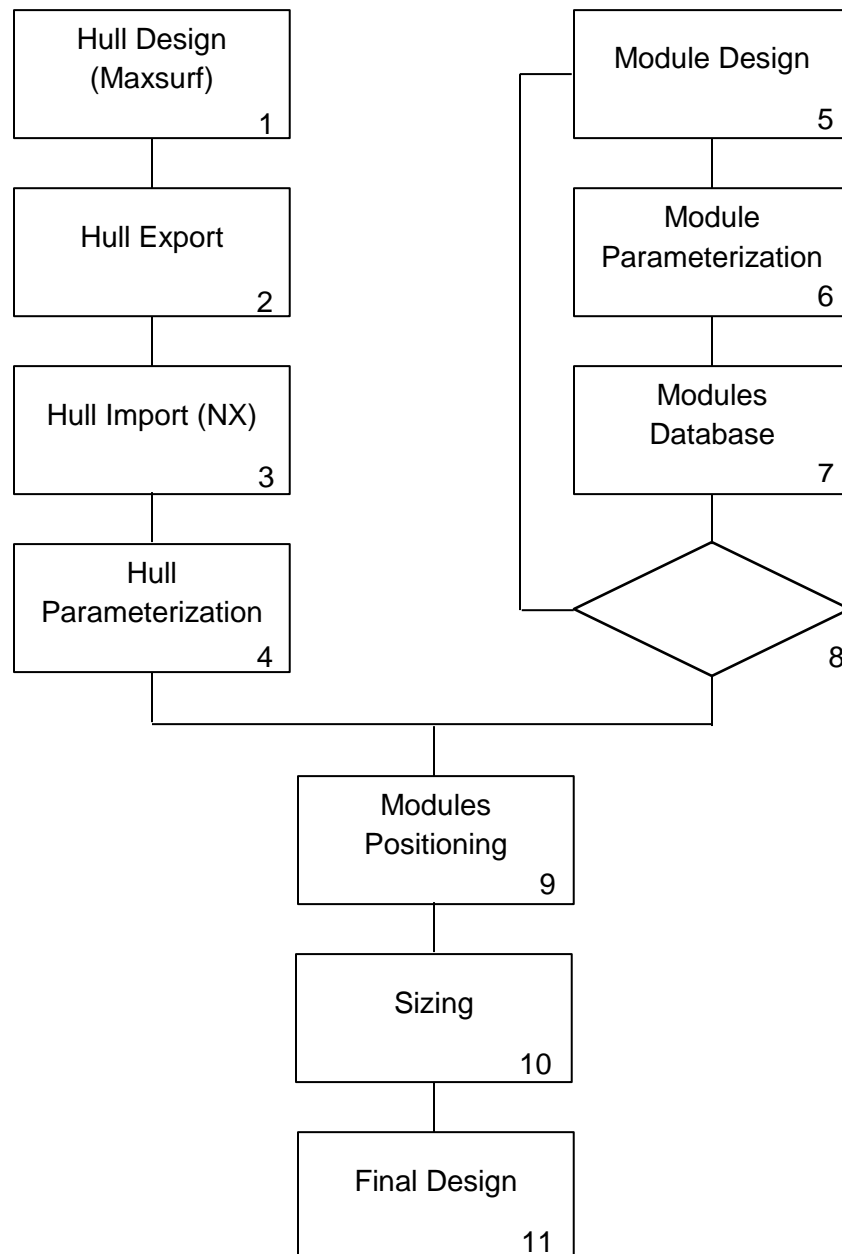 Hull Design
(Maxsurf)
1
Hull Export
2
Hull Import (NX)
3
Hull
Parameterization
4
Module Design
5
Module
Parameterization
6
Modules
Database
7
8
Modules
Positioning
9
Sizing
10
Final Design
11